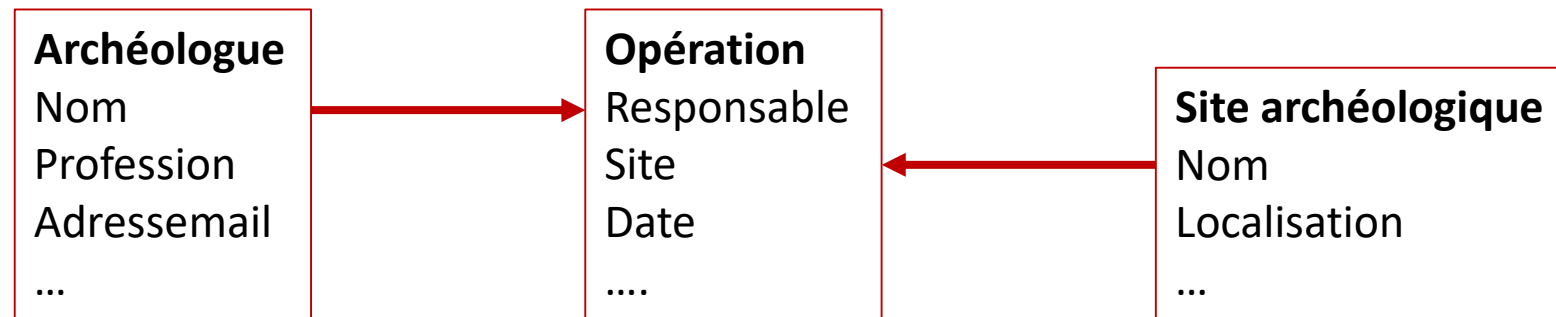 Archéologue
Nom
Profession
Adressemail
...
Opération
Responsable
Site
Date
....
Site archéologique
Nom
Localisation
...